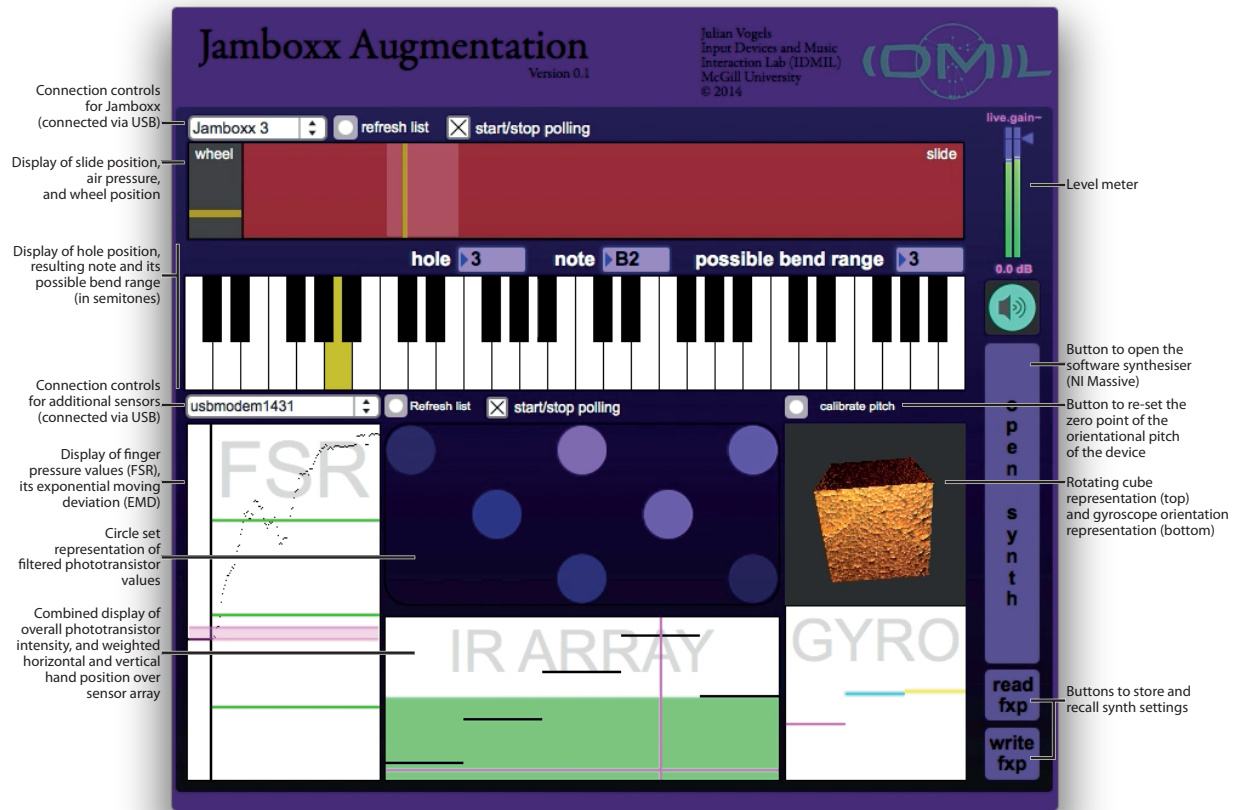 Jamboxx Augmentation
Version 0.1
Julian Vogels
Input Devices and Music
Interaction Lab (IDMIL)
McGill University
© 2014
IDMIL
Connection controls
for Jamboxx
(connected via USB)
Display of slide position,
air pressure,
and wheel position
Display of hole position,
resulting note and its
possible bend range
(in semitones)
Connection controls
for additional sensors
(connected via USB)
Display of finger
pressure values (FSR),
its exponential moving
deviation (EMD)
Circle set
representation of
filtered phototransistor
values
Combined display of
overall phototransistor
intensity, and weighted
horizontal and vertical
hand position over
sensor array
Jamboxx 3
refresh list
start/stop polling
wheel
slide
hole 3
note B2
possible bend range 3
usbmodem1431
Refresh list
start/stop polling
calibrate pitch
FSR
IR ARRAY
GYRO
live.gain~
0.0 dB
open synth
read
fxp
write
fxp
Level meter
Button to open the
software synthesiser
(NI Massive)
Button to re-set the
zero point of the
orientational pitch
of the device
Rotating cube
representation (top)
and gyroscope orientation
representation (bottom)
Buttons to store and
recall synth settings